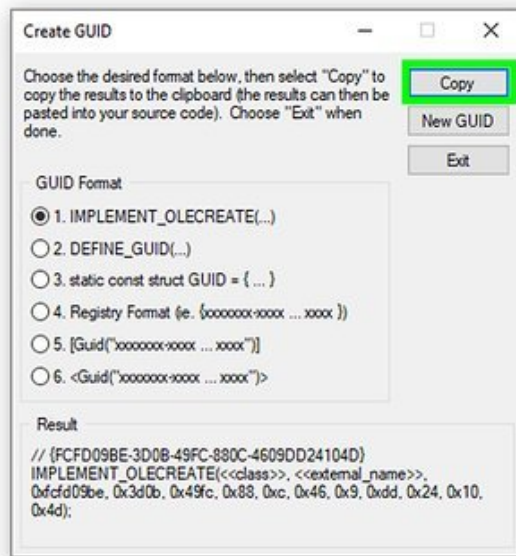 Create GUID
Choose the desired format below, then select "Copy" to
copy the results to the clipboard (the results can then be
pasted into your source code). Choose "Exit" when
done.
Copy
New GUID
Exit
GUID Format
1. IMPLEMENT_OLECREATE(...)
2. DEFINE_GUID(...)
3. static const struct GUID = { ... }
4. Registry Format (ie. {xxxxxxx-xxxx ... xxxx })
5. [Guid("xxxxxxx-xxxx ... xxxx")]
6. <Guid("xxxxxxx-xxxx ... xxxx")>
Result
// {FCFD09BE-3D0B-49FC-880C-4609DD24104D}
IMPLEMENT_OLECREATE(<<class>>, <<external_name>>,
0xfcfd09be, 0x3d0b, 0x49fc, 0x88, 0xc, 0x46, 0x9, 0xdd, 0x24, 0x10,
0x4d);